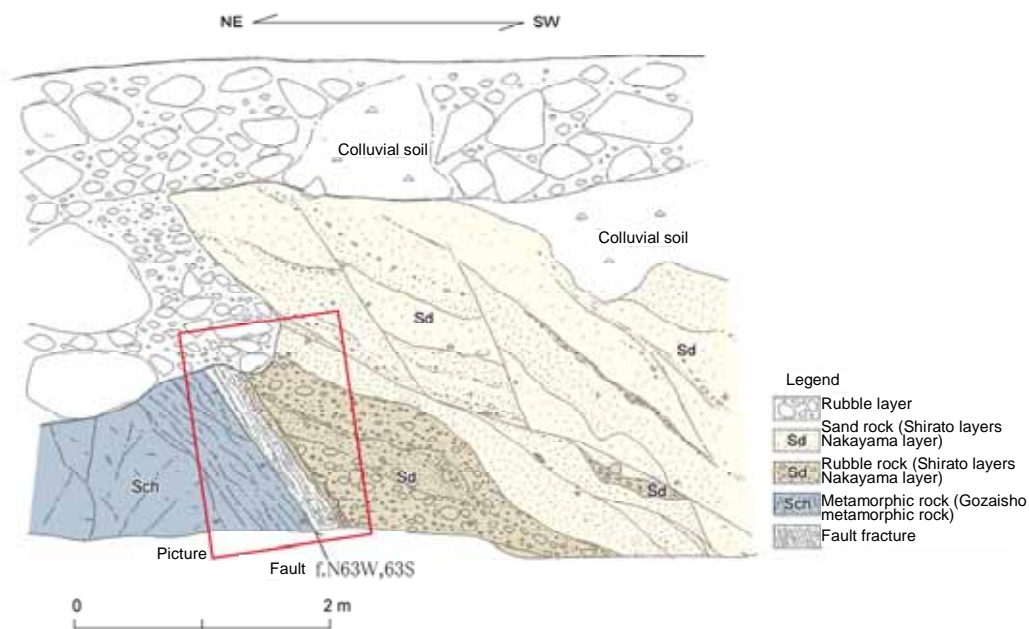 NE SW
Colluvial soil
Colluvial soil
Sd
Sd
Sd
Sd
Sch
Picture
Fault f.N63W,63S
0 2 m
Legend
Rubble layer
Sd Sand rock (Shirato layers
Nakayama layer)
Sd Rubble rock (Shirato layers
Nakayama layer)
Sch Metamorphic rock (Gozaisho
metamorphic rock)
Fault fracture